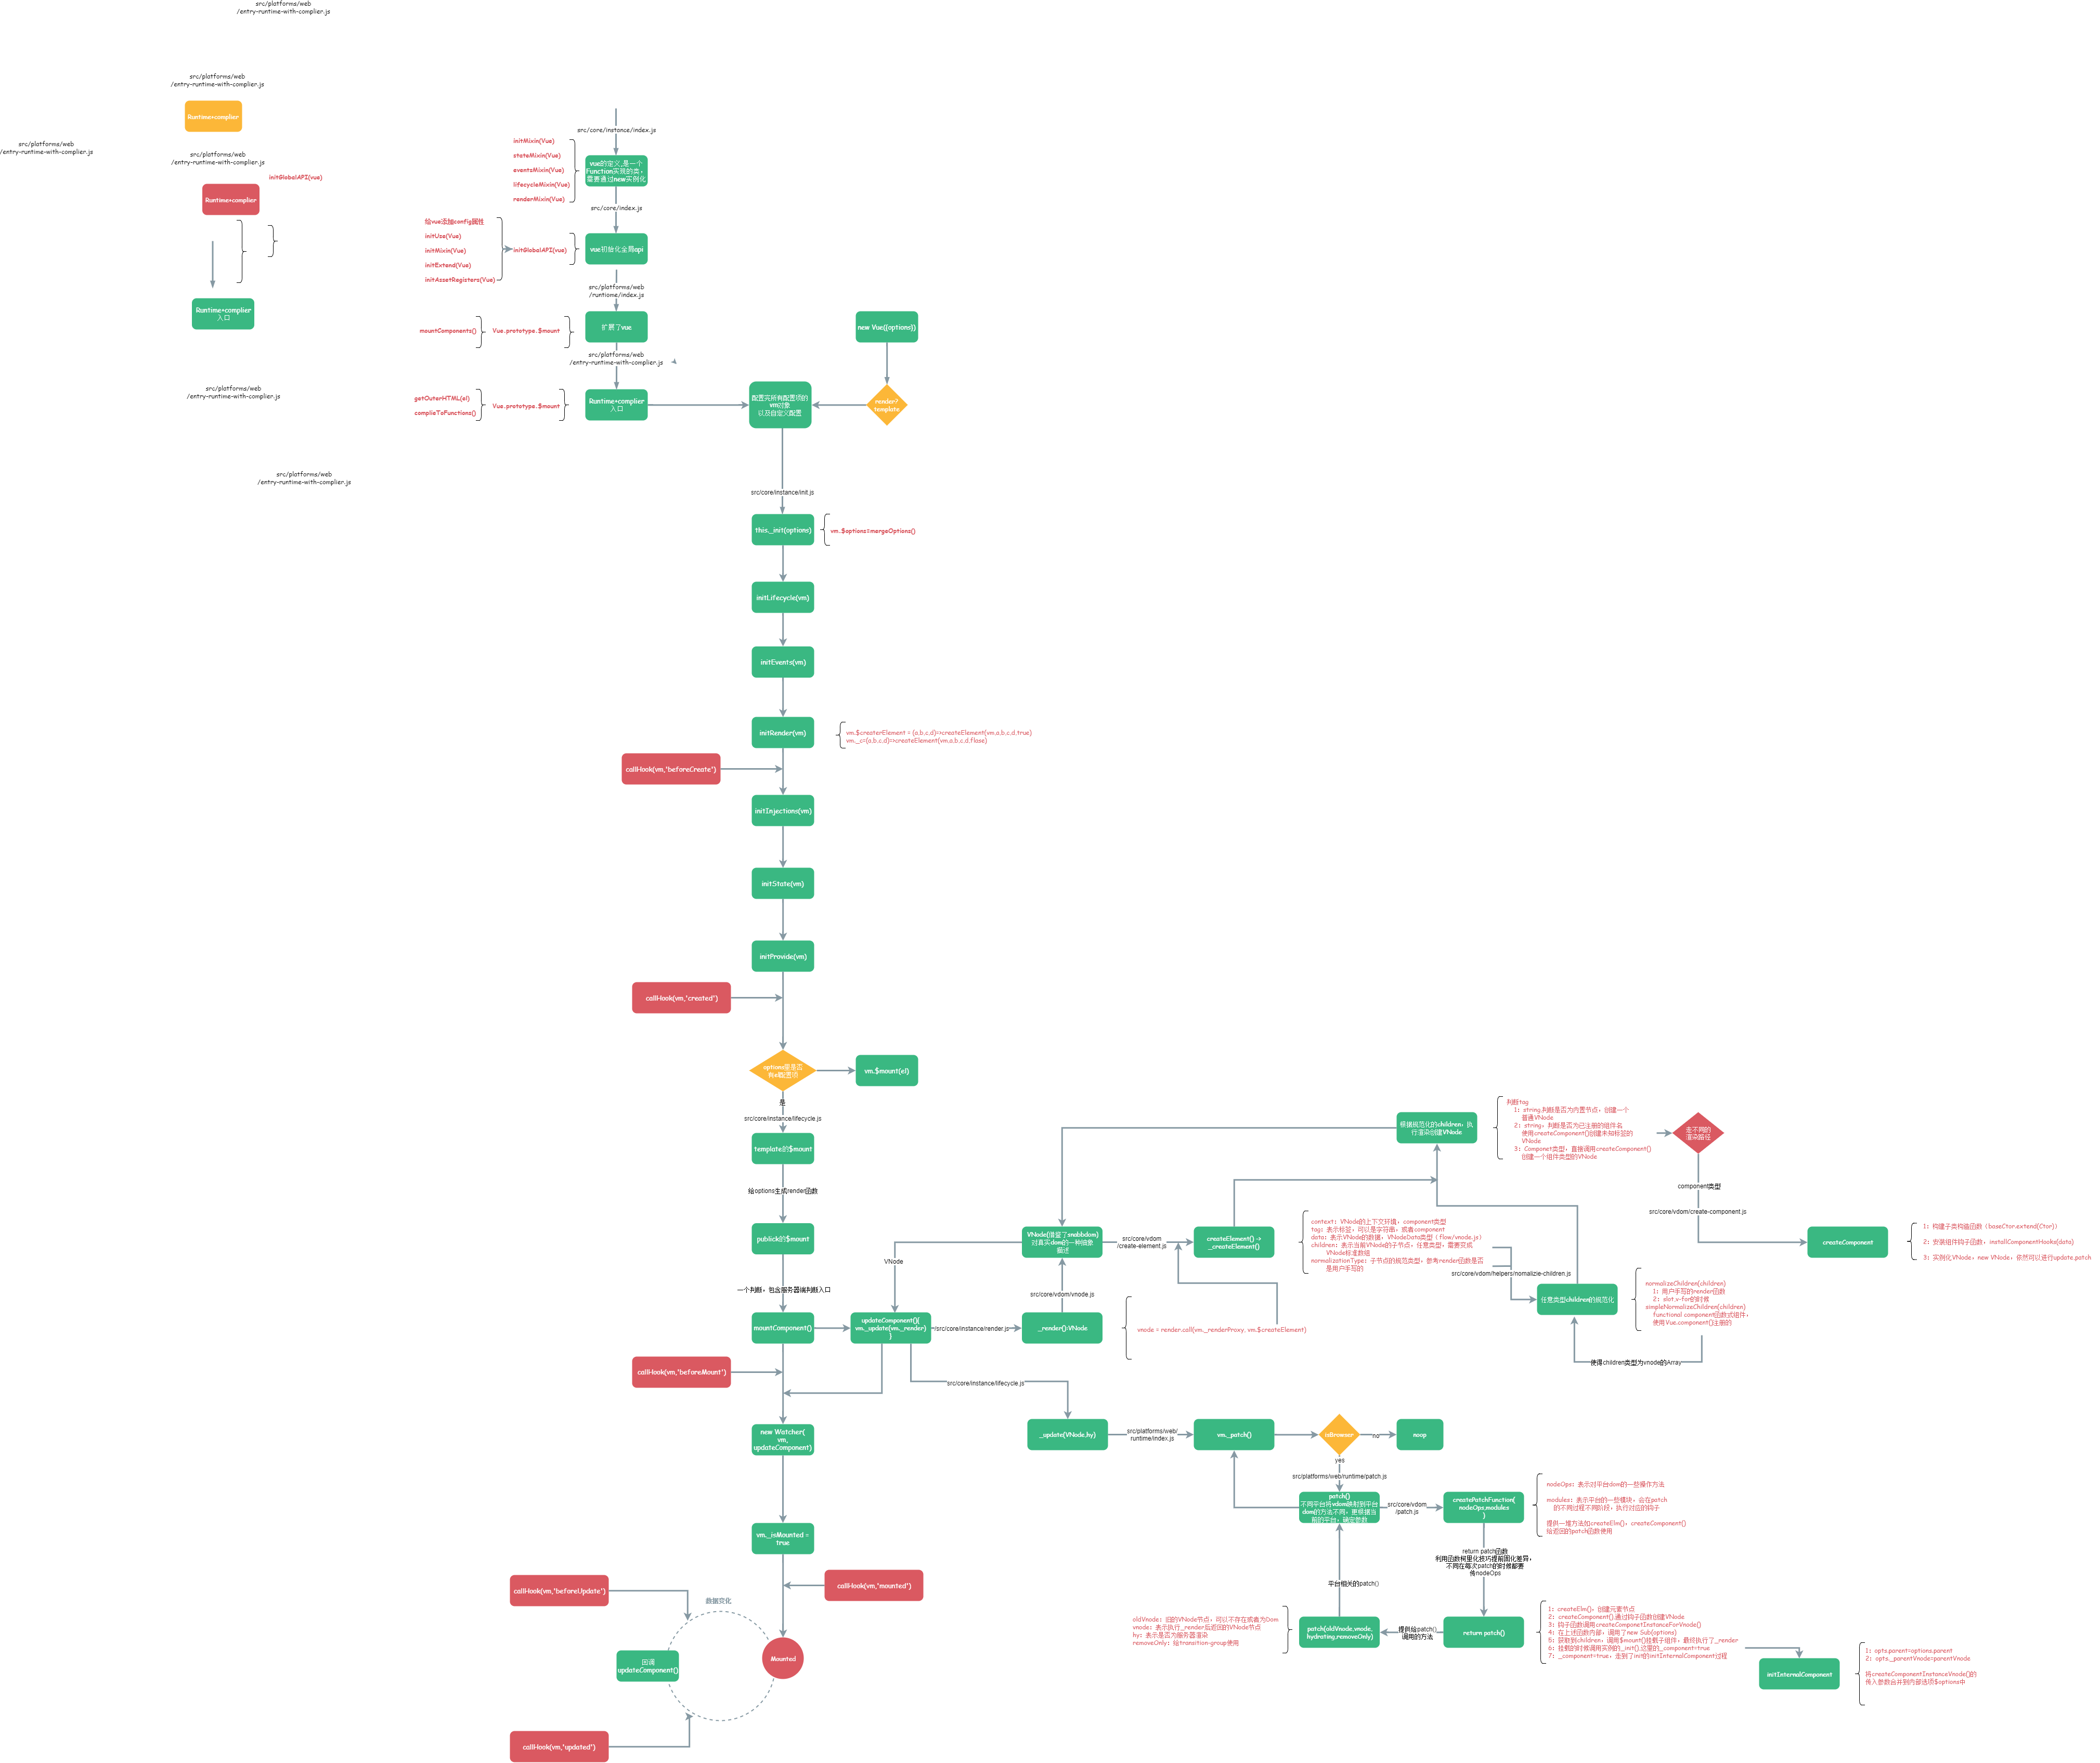 src/platforms/web
/entry-runtime-with-complier.js
src/platforms/web
/entry-runtime-with-complier.js
Runtime+complier
src/platforms/web
/entry-runtime-with-complier.js
src/platforms/web
/entry-runtime-with-complier.js
initGlobalAPI(vue)
Runtime+complier
Runtime+complier
入口
src/platforms/web
/entry-runtime-with-complier.js
src/platforms/web
/entry-runtime-with-complier.js
src/core/instance/index.js
initMixin(Vue)
stateMixin(Vue)
eventsMixin(Vue)
lifecycleMixin(Vue)
renderMixin(Vue)
vue的定义,是一个
Function实现的类,
需要通过new实例化
src/core/index.js
给vue添加config属性
initUse(Vue)
initMixin(Vue)
initExtend(Vue)
initAssetRegisters(Vue)
initGlobalAPI(vue)
vue初始化全局api
src/platforms/web
/runtiome/index.js
mountComponents()
Vue.prototype.$mount
扩展了vue
src/platforms/web
/entry-runtime-with-complier.js
getOuterHTML(el)
complieToFunctions()
Vue.prototype.$mount
Runtime+complier
入口
new Vue({options})
render?
template
配置完所有配置项的
vm对象
以及自定义配置
src/core/instance/init.js
this._init(options)
vm.$options=mergeOptions()
initLifecycle(vm)
initEvents(vm)
initRender(vm)
vm.$createrElement = (a,b,c,d)=>createElement(vm,a,b,c,d,true)
vm._c=(a,b,c,d)=>createElement(vm,a,b,c,d,flase)
callHook(vm,'beforeCreate')
initInjections(vm)
initState(vm)
initProvide(vm)
callHook(vm,'created')
options里是否
有el配置项
vm.$mount(el)
是
src/core/instance/lifecycle.js
template的$mount
给options生成render函数
publick的$mount
一个判断，包含服务器端判断入口
mountComponent()
updateComponent(){
vm._update(vm._render)
}
/src/core/instance/render.js
_render():VNode
vnode = render.call(vm._renderProxy, vm.$createElement)
src/core/vdom/vnode.js
VNode
VNode(借鉴了snabbdom)
对真实dom的一种抽象
描述
src/core/vdom
/create-element.js
createElement() ->
_createElement()
context: VNode的上下文环境，component类型
tag: 表示标签，可以是字符串，或者component
data: 表示VNode的数据，VNodeData类型（flow/vnode.js）
children: 表示当前VNode的子节点，任意类型，需要变成
VNode标准数组
normalizationType: 子节点的规范类型，参考render函数是否
是用户手写的
src/core/vdom/helpers/nomalizie-children.js
根据规范化的children，执
行渲染创建VNode
判断tag
1: string,判断是否为内置节点，创建一个
普通VNode
2: string，判断是否为已注册的组件名
使用createComponent()创建未知标签的
VNode
3: Componet类型，直接调用createComponent()
创建一个组件类型的VNode
走不同的
渲染路径
component类型
src/core/vdom/create-component.js
createComponent
1: 构建子类构造函数（baseCtor.extend(Ctor)）
2: 安装组件钩子函数，installComponentHooks(data)
3: 实例化VNode，new VNode，依然可以进行update,patch
任意类型children的规范化
normalizeChildren(children)
1: 用户手写的render函数
2: slot,v-for的时候
simpleNormalizeChildren(children)
functional component函数式组件，
使用Vue.component()注册的
使得children类型为vnode的Array
callHook(vm,'beforeMount')
src/core/instance/lifecycle.js
new Watcher(
vm,
updateComponent)
_update(VNode,hy)
src/platforms/web/
runtime/index.js
vm._patch()
isBrowser
no
noop
yes
src/platforms/web/runtime/patch.js
patch()
不同平台将vdom映射到平台
dom的方法不同，更根据当
前的平台，确定参数
src/core/vdom
/patch.js
createPatchFunction(
nodeOps,modules
)
nodeOps: 表示对平台dom的一些操作方法
modules: 表示平台的一些模块，会在patch
的不同过程不同阶段，执行对应的钩子
提供一堆方法如createElm()，createComponent()
给返回的patch函数使用
return patch函数
利用函数柯里化技巧提前固化差异，
不同在每次patch的时候都要
传nodeOps
平台相关的patch()
vm._isMounted =
true
callHook(vm,'mounted')
callHook(vm,'beforeUpdate')
数据变化
oldVnode: 旧的VNode节点，可以不存在或者为Dom
vnode: 表示执行_render后返回的VNode节点
hy: 表示是否为服务器渲染
removeOnly: 给transition-group使用
patch(oldVnode,vnode,
hydrating,removeOnly)
提供给patch()
调用的方法
return patch()
1: createElm()，创建元素节点
2: createComponent(),通过钩子函数创建VNode
3: 钩子函数调用createComponetInstanceForVnode()
4: 在上述函数内部，调用了new Sub(options)
5: 获取到children，调用$mount()挂载子组件，最终执行了_render
6: 挂载的时候调用实例的_init(),这里的_component=true
7: _component=true，走到了init的initInternalComponent过程
initInternalComponent
1: opts.parent=options.parent
2: opts._parentVnode=parentVnode
将createComponentInstanceVnode()的
传入参数合并到内部选项$options中
回调
updateComponent()
Mounted
callHook(vm,'updated')